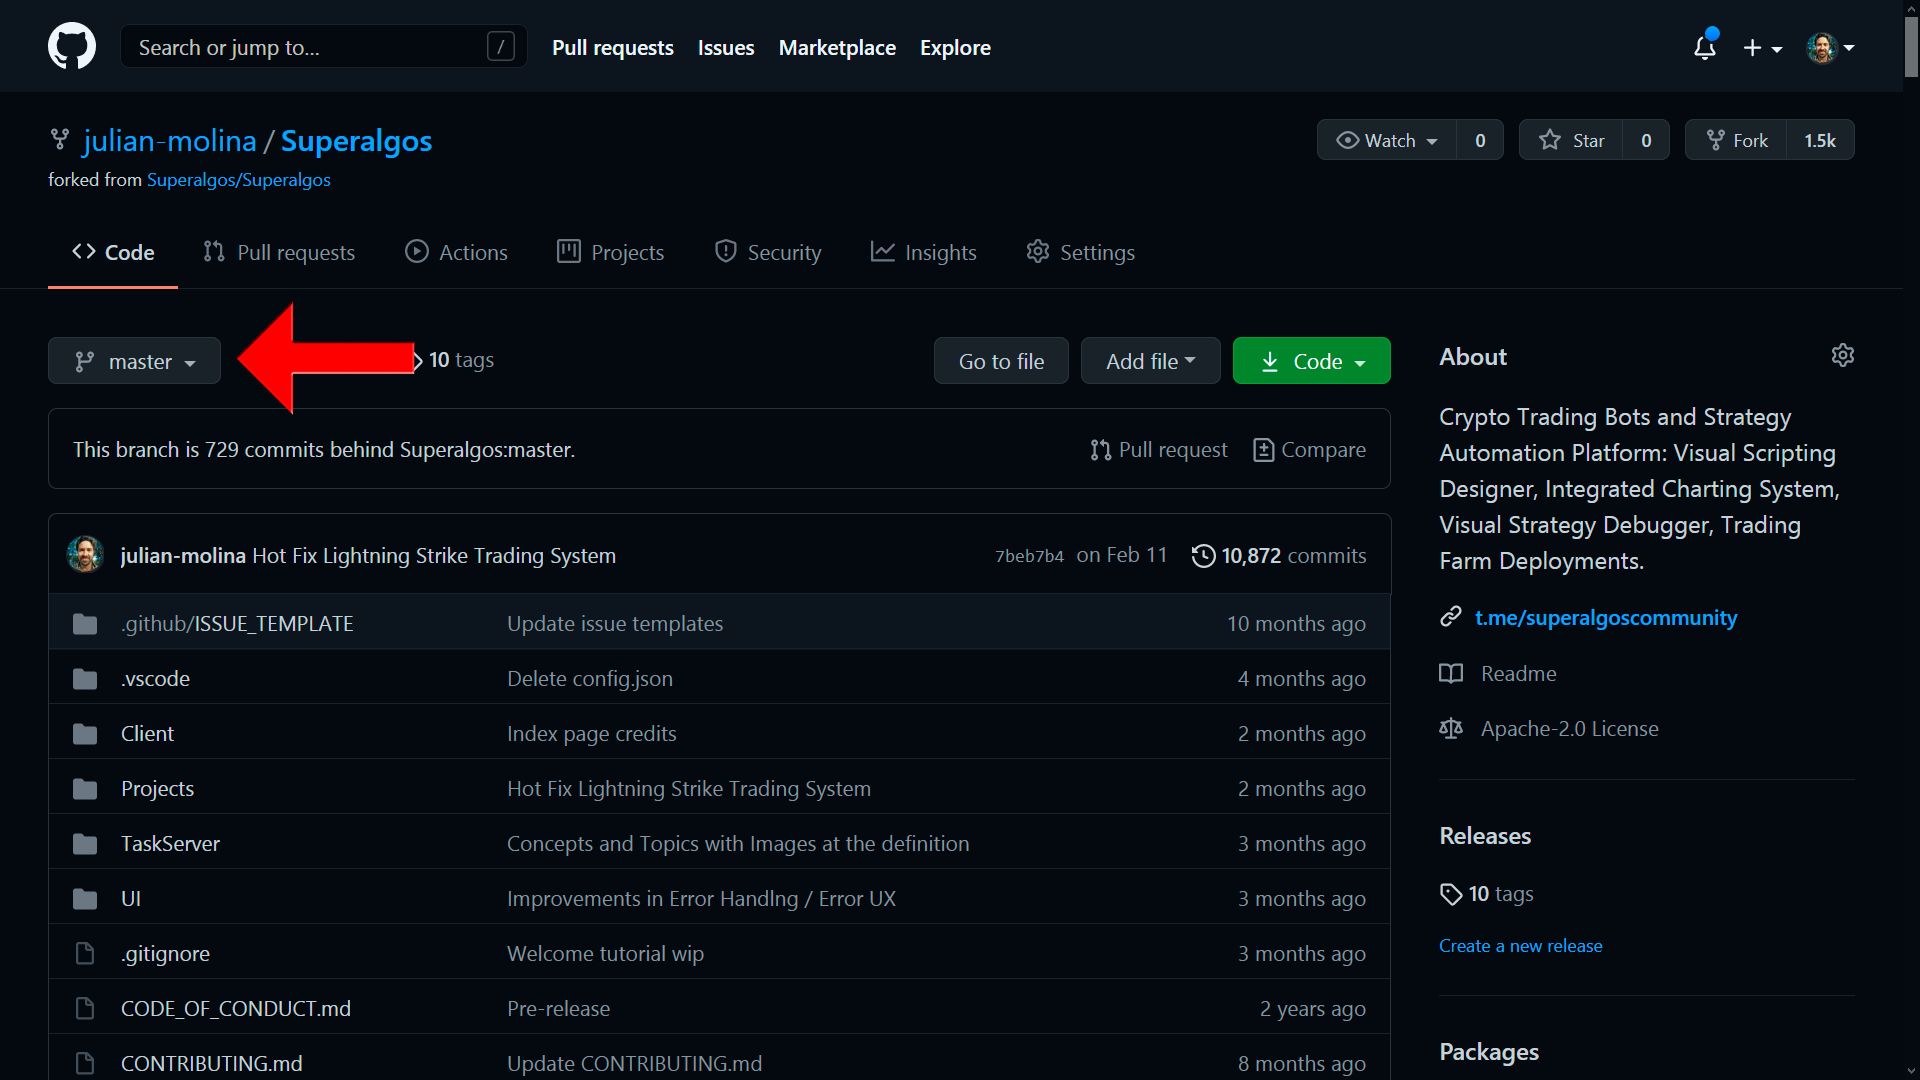 Search or jump to... /
Pull requests Issues Marketplace Explore
julian-molina / Superalgos
forked from Superalgos/Superalgos
Watch 0 Star 0 Fork 1.5k
Code Pull requests Actions Projects Security Insights Settings
master 10 tags Go to file Add file Code
This branch is 729 commits behind Superalgos:master. Pull request Compare
julian-molina Hot Fix Lightning Strike Trading System 7beb7b4 on Feb 11 10,872 commits
.github/ISSUE_TEMPLATE Update issue templates 10 months ago
.vscode Delete config.json 4 months ago
Client Index page credits 2 months ago
Projects Hot Fix Lightning Strike Trading System 2 months ago
TaskServer Concepts and Topics with Images at the definition 3 months ago
UI Improvements in Error Handlng / Error UX 3 months ago
.gitignore Welcome tutorial wip 3 months ago
CODE_OF_CONDUCT.md Pre-release 2 years ago
CONTRIBUTING.md Update CONTRIBUTING.md 8 months ago
About
Crypto Trading Bots and Strategy
Automation Platform: Visual Scripting
Designer, Integrated Charting System,
Visual Strategy Debugger, Trading
Farm Deployments.
t.me/superalgoscommunity
Readme
Apache-2.0 License
Releases
10 tags
Create a new release
Packages